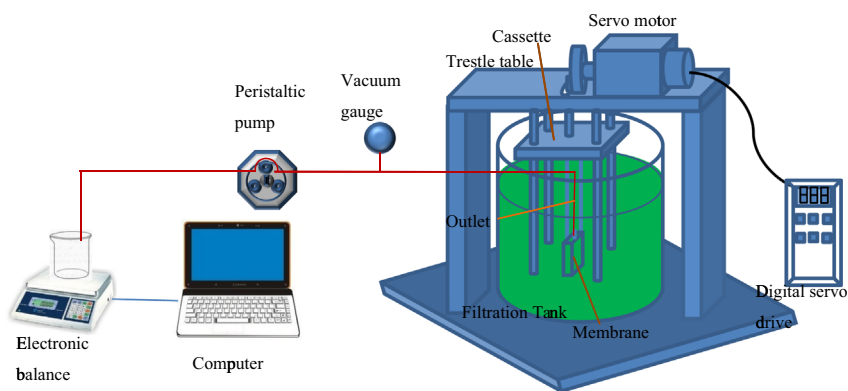 Servo motor
Cassette
Trestle table
Vacuum
gauge
Peristaltic
pump
Outlet
Filtration Tank
Membrane
Digital servo
drive
Electronic
balance
Computer